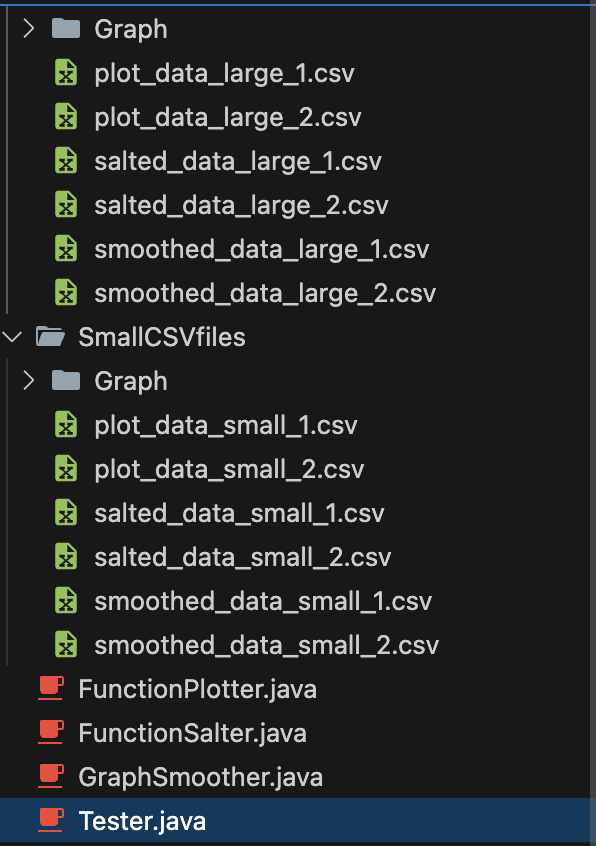 Graph
plot_data_large_1.csv
plot_data_large_2.csv
salted_data_large_1.csv
salted_data_large_2.csv
smoothed_data_large_1.csv
smoothed_data_large_2.csv
SmallCSVfiles
Graph
plot_data_small_1.csv
plot_data_small_2.csv
salted_data_small_1.csv
salted_data_small_2.csv
smoothed_data_small_1.csv
smoothed_data_small_2.csv
FunctionPlotter.java
FunctionSalter.java
GraphSmoother.java
Tester.java